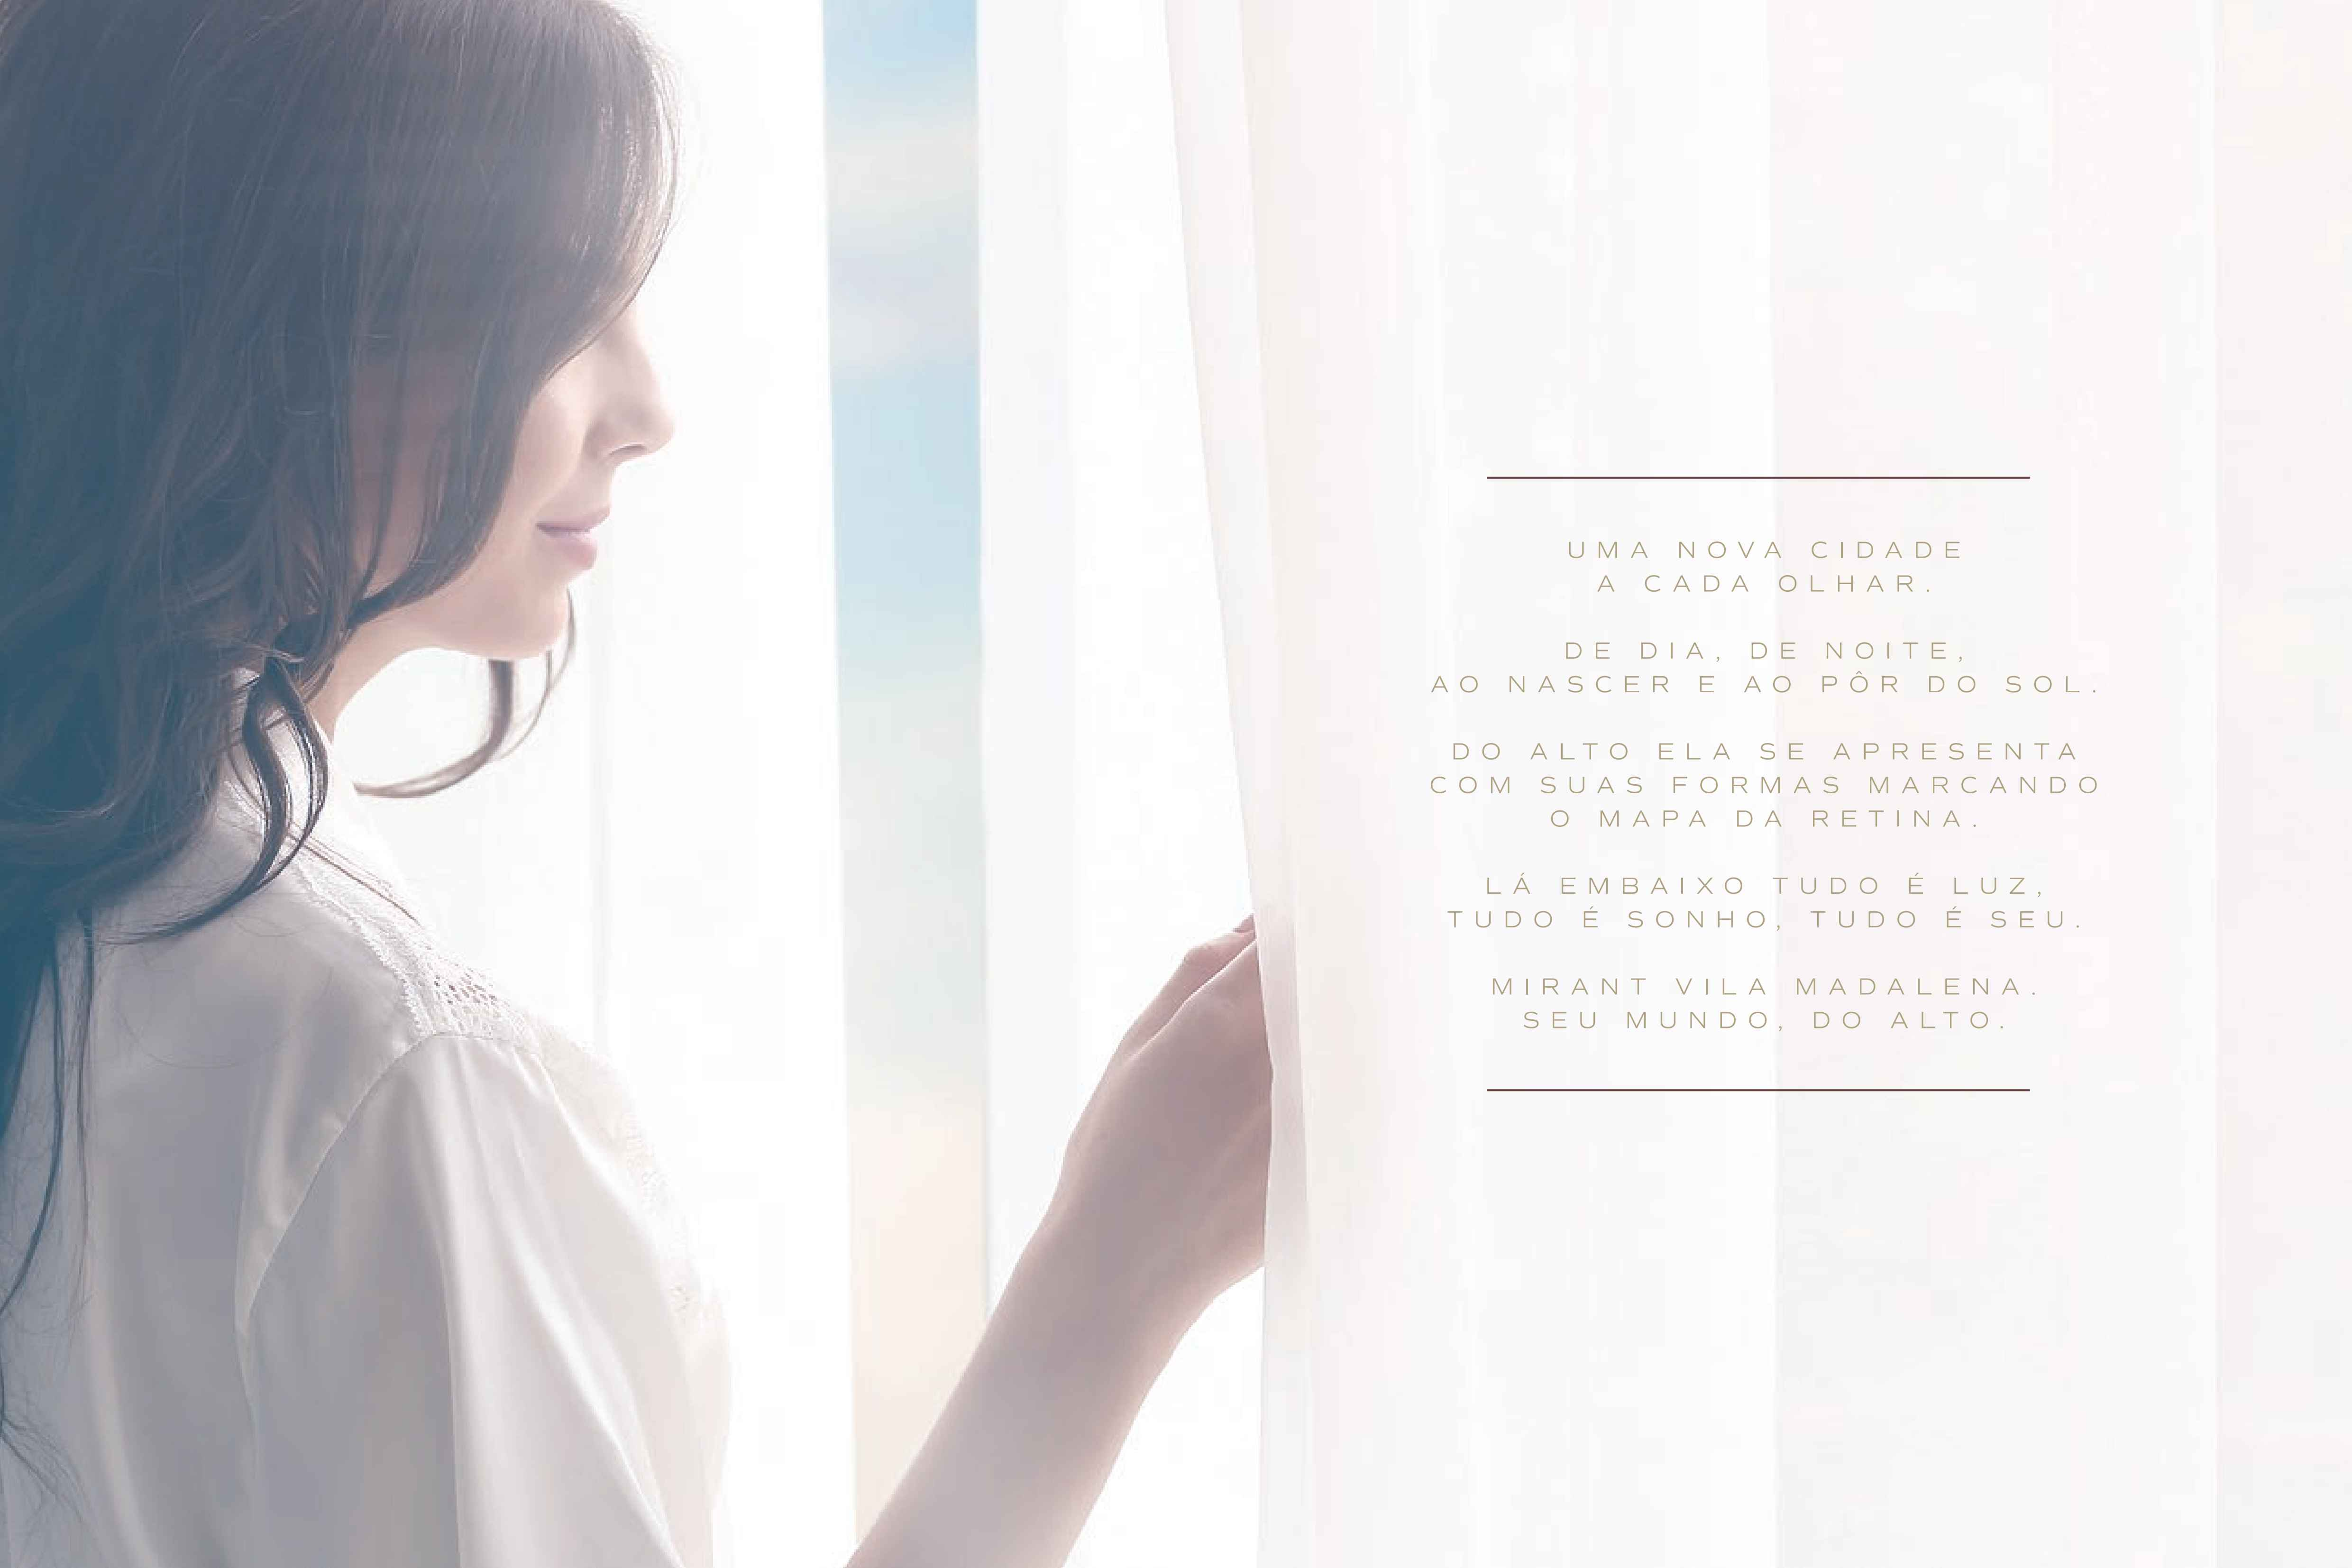 UMA NOVA CIDADE
A CADA OLHAR.
DE DIA, DE NOITE,
AO NASCER E AO PÔR DO SOL.
DO ALTO ELA SE APRESENTA
COM SUAS FORMAS MARCANDO
O MAPA DA RETINA.
LÁ EMBAIXO TUDO É LUZ,
TUDO É SONHO, TUDO É SEU.
MIRANT VILA MADALENA.
SEU MUNDO, DO ALTO.